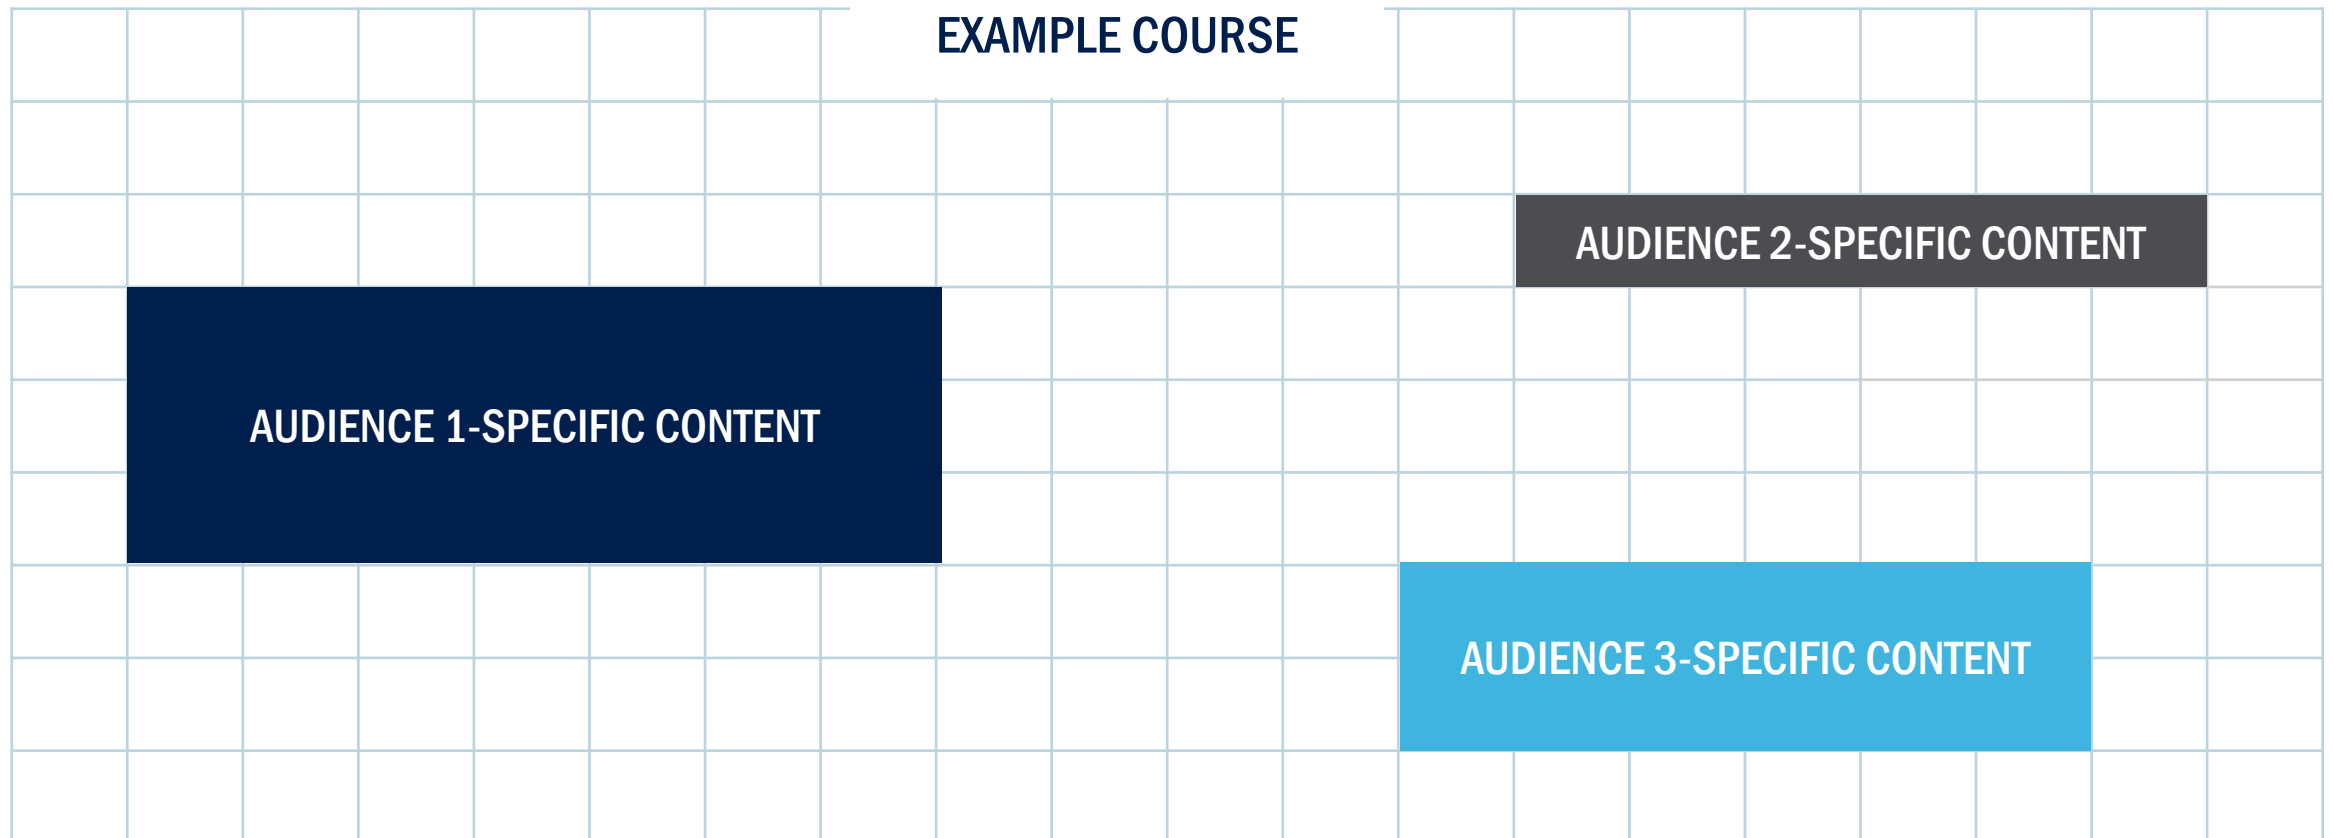 EXAMPLE COURSE
AUDIENCE 2-SPECIFIC CONTENT
AUDIENCE 1-SPECIFIC CONTENT
AUDIENCE 3-SPECIFIC CONTENT